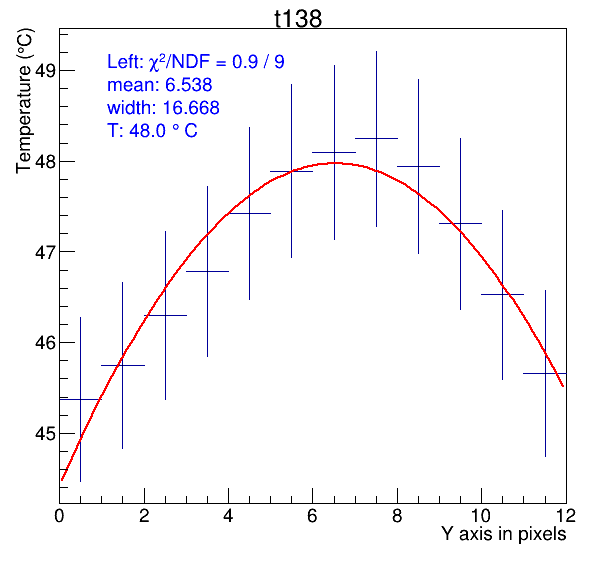 t138
Temperature (°C)
Left: χ²/NDF = 0.9 / 9
mean: 6.538
width: 16.668
T: 48.0 ° C
49
48
47
46
45
0 2 4 6 8 10 12
Y axis in pixels